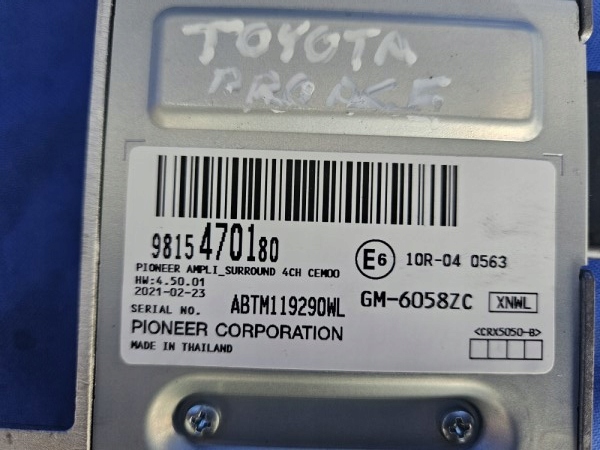 TOYOTA
PROACE
9815470180
PIONEER AMPLI_SURROUND 4CH CEMOO
HW:4.50.01
2021-02-23
SERIAL NO. ABTM119290WL
PIONEER CORPORATION
MADE IN THAILAND
E6 10R-04 0563
GM-6058ZC XNWL
<CRX5050-B>